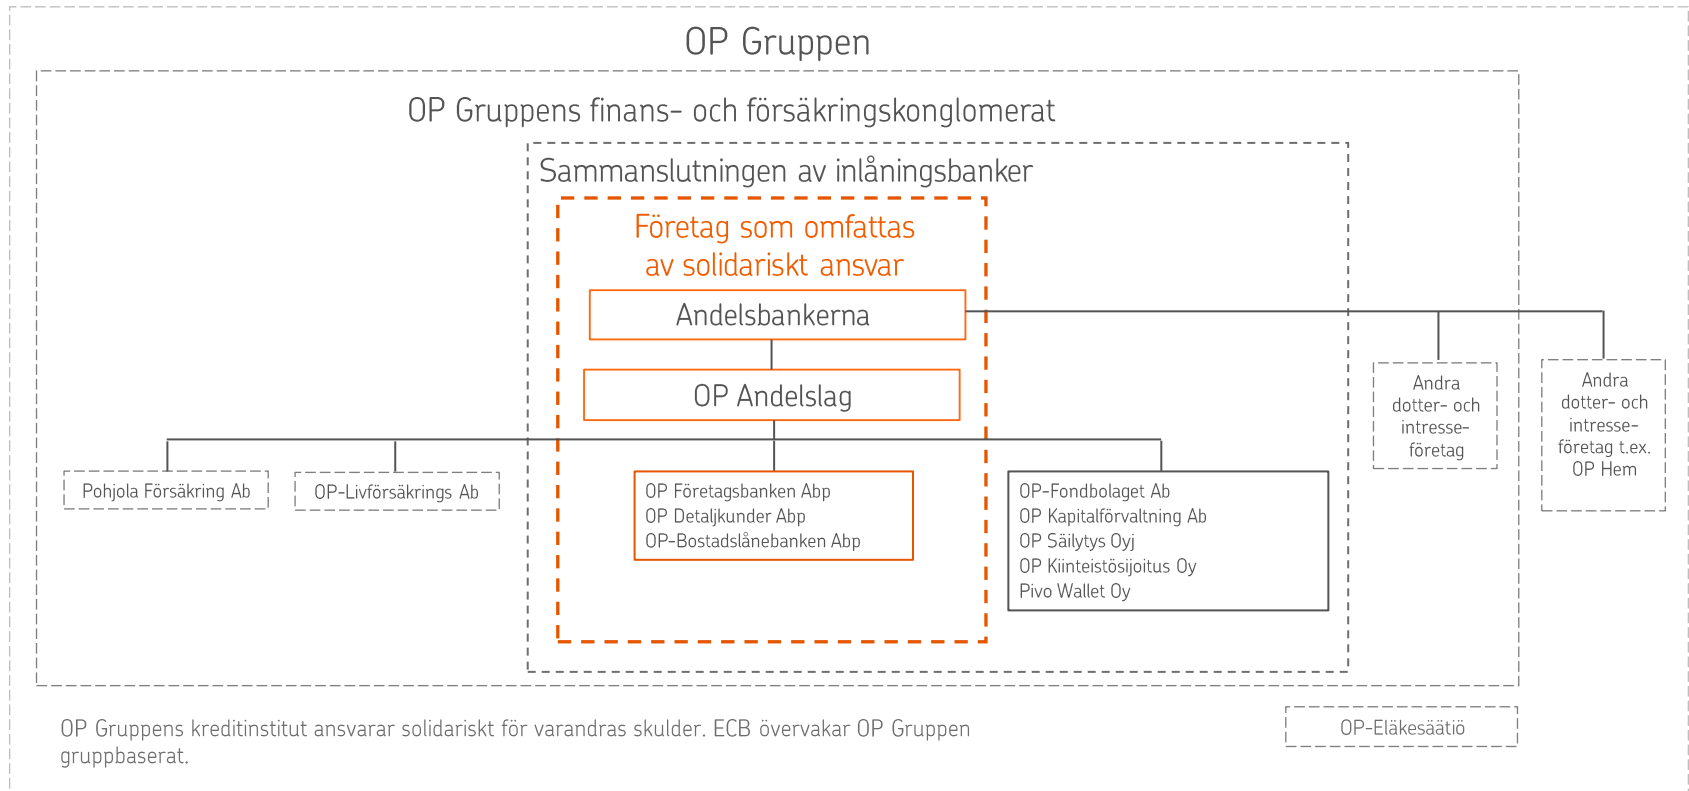 OP Gruppen
OP Gruppens finans- och försäkringskonglomerat
Sammanslutningen av inlåningsbanker
Företag som omfattas
av solidariskt ansvar
Andelsbankerna
OP Andelslag
Pohjola Försäkring Ab
OP-Livförsäkrings Ab
OP Företagsbanken Abp
OP Detaljkunder Abp
OP-Bostadslånebanken Abp
OP-Fondbolaget Ab
OP Kapitalförvaltning Ab
OP Säilytys Oyj
OP Kiinteistösijoitus Oy
Pivo Wallet Oy
Andra
dotter- och
intresse-
företag
Andra
dotter- och
intresse-
företag t.ex.
OP Hem
OP Gruppens kreditinstitut ansvarar solidariskt för varandras skulder. ECB övervakar OP Gruppen
gruppbaserat.
OP-Eläkesäätiö